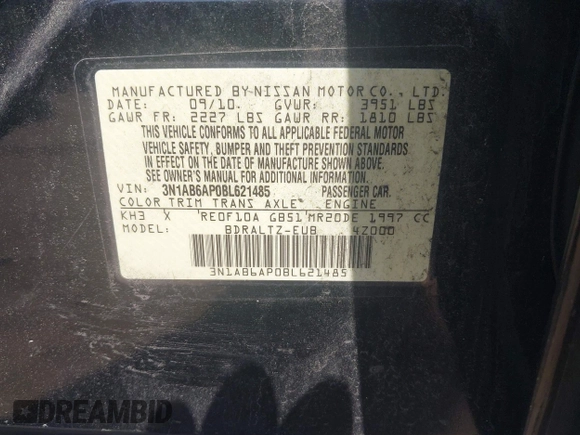 MANUFACTURED BY NISSAN MOTOR CO., LTD.
DATE: 09/10. GVWR: 3951 LBS
GAWR FR: 2227 LBS GAWR RR: 1810 LBS
THIS VEHICLE CONFORMS TO ALL APPLICABLE FEDERAL MOTOR
VEHICLE SAFETY, BUMPER AND THEFT PREVENTION STANDARDS
IN EFFECT ON THE DATE OF MANUFACTURE SHOWN ABOVE.
SEE OWNER'S MANUAL FOR ADDITIONAL INFORMATION.
VIN: 3N1AB6AP0BL621485 PASSENGER CAR.
COLOR TRIM TRANS AXLE ENGINE
KH3 X RE0F10A GB51 MR20DE 1997 CC
MODEL: BDRALTZ-EUB 4Z000
3N1AB6AP0BL621485
DREAMBID